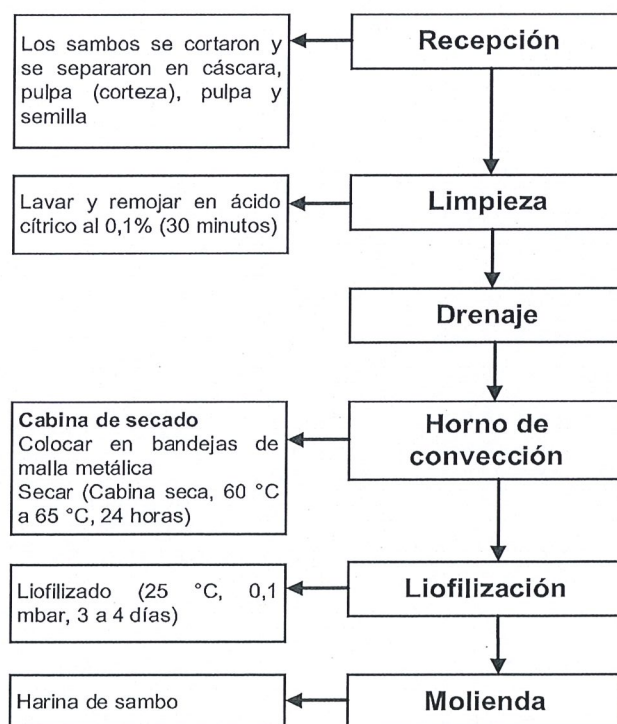 Recepción
Los sambos se cortaron y
se separaron en cáscara,
pulpa (corteza), pulpa y
semilla
Limpieza
Lavar y remojar en ácido
cítrico al 0,1% (30 minutos)
Drenaje
Horno de
convección
Cabina de secado
Colocar en bandejas de
malla metálica
Secar (Cabina seca, 60 °C
a 65 °C, 24 horas)
Liofilización
Liofilizado (25 °C, 0,1
mbar, 3 a 4 días)
Molienda
Harina de sambo